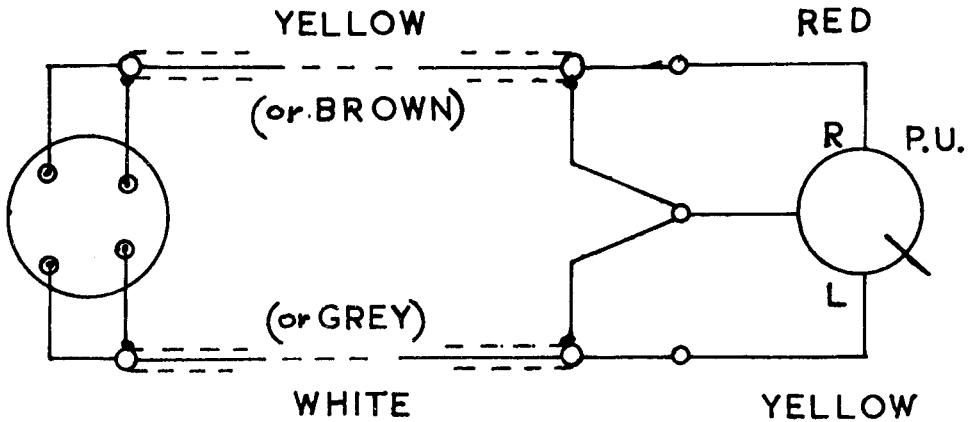 YELLOW
RED
(or BROWN)
R
P.U.
L
(or GREY)
WHITE
YELLOW